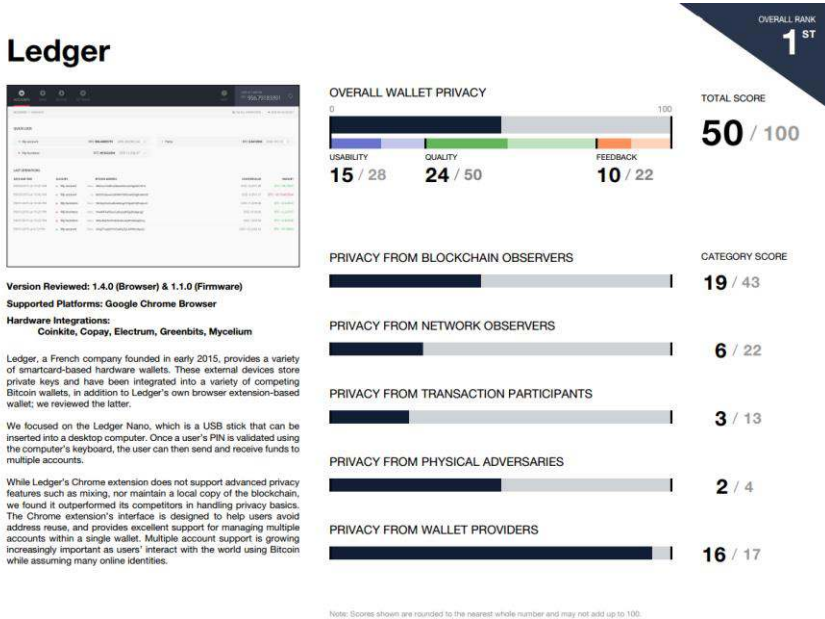 OVERALL RANK
1ST
Ledger
OVERALL WALLET PRIVACY
0
100
TOTAL SCORE
50 / 100
USABILITY
15 / 28
QUALITY
24 / 50
FEEDBACK
10 / 22
PRIVACY FROM BLOCKCHAIN OBSERVERS
CATEGORY SCORE
19 / 43
PRIVACY FROM NETWORK OBSERVERS
6 / 22
PRIVACY FROM TRANSACTION PARTICIPANTS
3 / 13
PRIVACY FROM PHYSICAL ADVERSARIES
2 / 4
PRIVACY FROM WALLET PROVIDERS
16 / 17
Note: Scores shown are rounded to the nearest whole number and may not add up to 100.
Version Reviewed: 1.4.0 (Browser) & 1.1.0 (Firmware)
Supported Platforms: Google Chrome Browser
Hardware Integrations:
Coinkite, Copay, Electrum, Greenbits, Mycelium
Ledger, a French company founded in early 2015, provides a variety
of smartcard-based hardware wallets. These external devices store
private keys and have been integrated into a variety of competing
Bitcoin wallets, in addition to Ledger's own browser extension-based
wallet; we reviewed the latter.
We focused on the Ledger Nano, which is a USB stick that can be
inserted into a desktop computer. Once a user's PIN is validated using
the computer's keyboard, the user can then send and receive funds to
multiple accounts.
While Ledger's Chrome extension does not support advanced privacy
features such as mixing, nor maintain a local copy of the blockchain,
we found it outperformed its competitors in handling privacy basics.
The Chrome extension's interface is designed to help users avoid
address reuse, and provides excellent support for managing multiple
accounts within a single wallet. Multiple account support is growing
increasingly important as users' interact with the world using Bitcoin
while assuming many online identities.